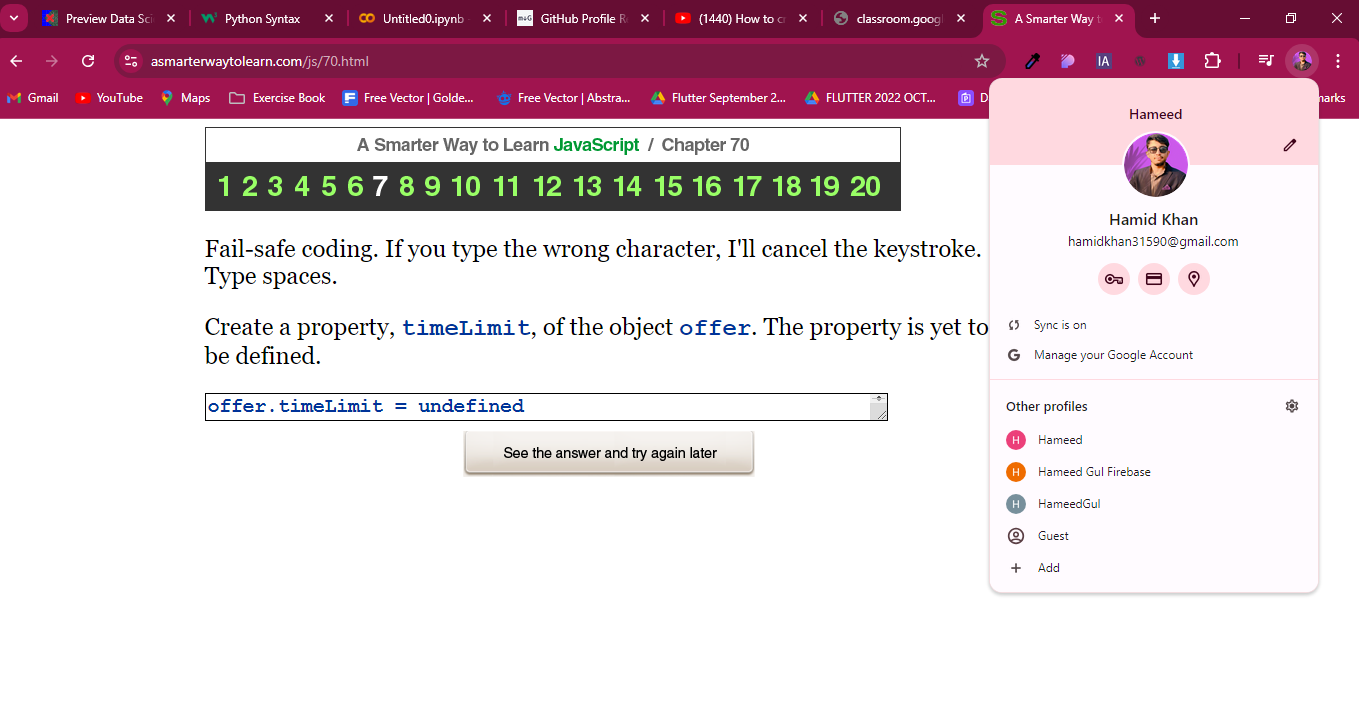 Preview Data Sci
Python Syntax
Untitled0.ipynb -
GitHub Profile R
(1440) How to c
classroom.goog
A Smarter Way t
asmarterwaytolearn.com/js/70.html
IA
Gmail
YouTube
Maps
Exercise Book
Free Vector | Golde...
Free Vector | Abstra...
Flutter September 2...
FLUTTER 2022 OCT...
D
marks
A Smarter Way to Learn JavaScript / Chapter 70
1 2 3 4 5 6 7 8 9 10 11 12 13 14 15 16 17 18 19 20
Fail-safe coding. If you type the wrong character, I'll cancel the keystroke.
Type spaces.
Create a property, timeLimit, of the object offer. The property is yet to
be defined.
offer.timeLimit = undefined
See the answer and try again later
Hameed
Hamid Khan
hamidkhan31590@gmail.com
Sync is on
G Manage your Google Account
Other profiles
H Hameed
H Hameed Gul Firebase
H HameedGul
Guest
Add